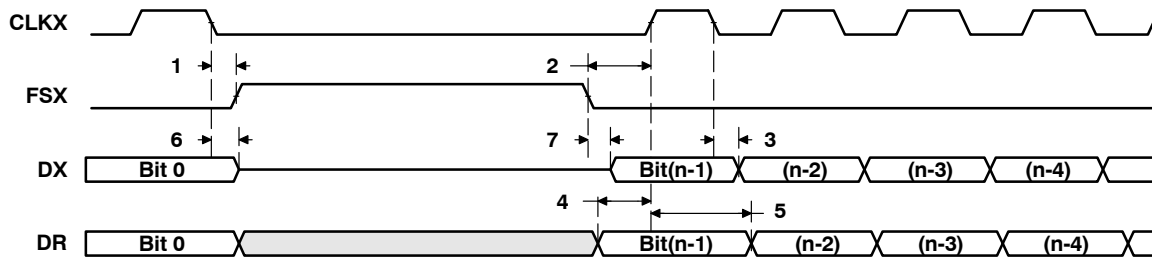 CLKX
1 2
FSX
6 7 3
DX Bit 0 Bit(n-1) (n-2) (n-3) (n-4)
4 5
DR Bit 0 Bit(n-1) (n-2) (n-3) (n-4)